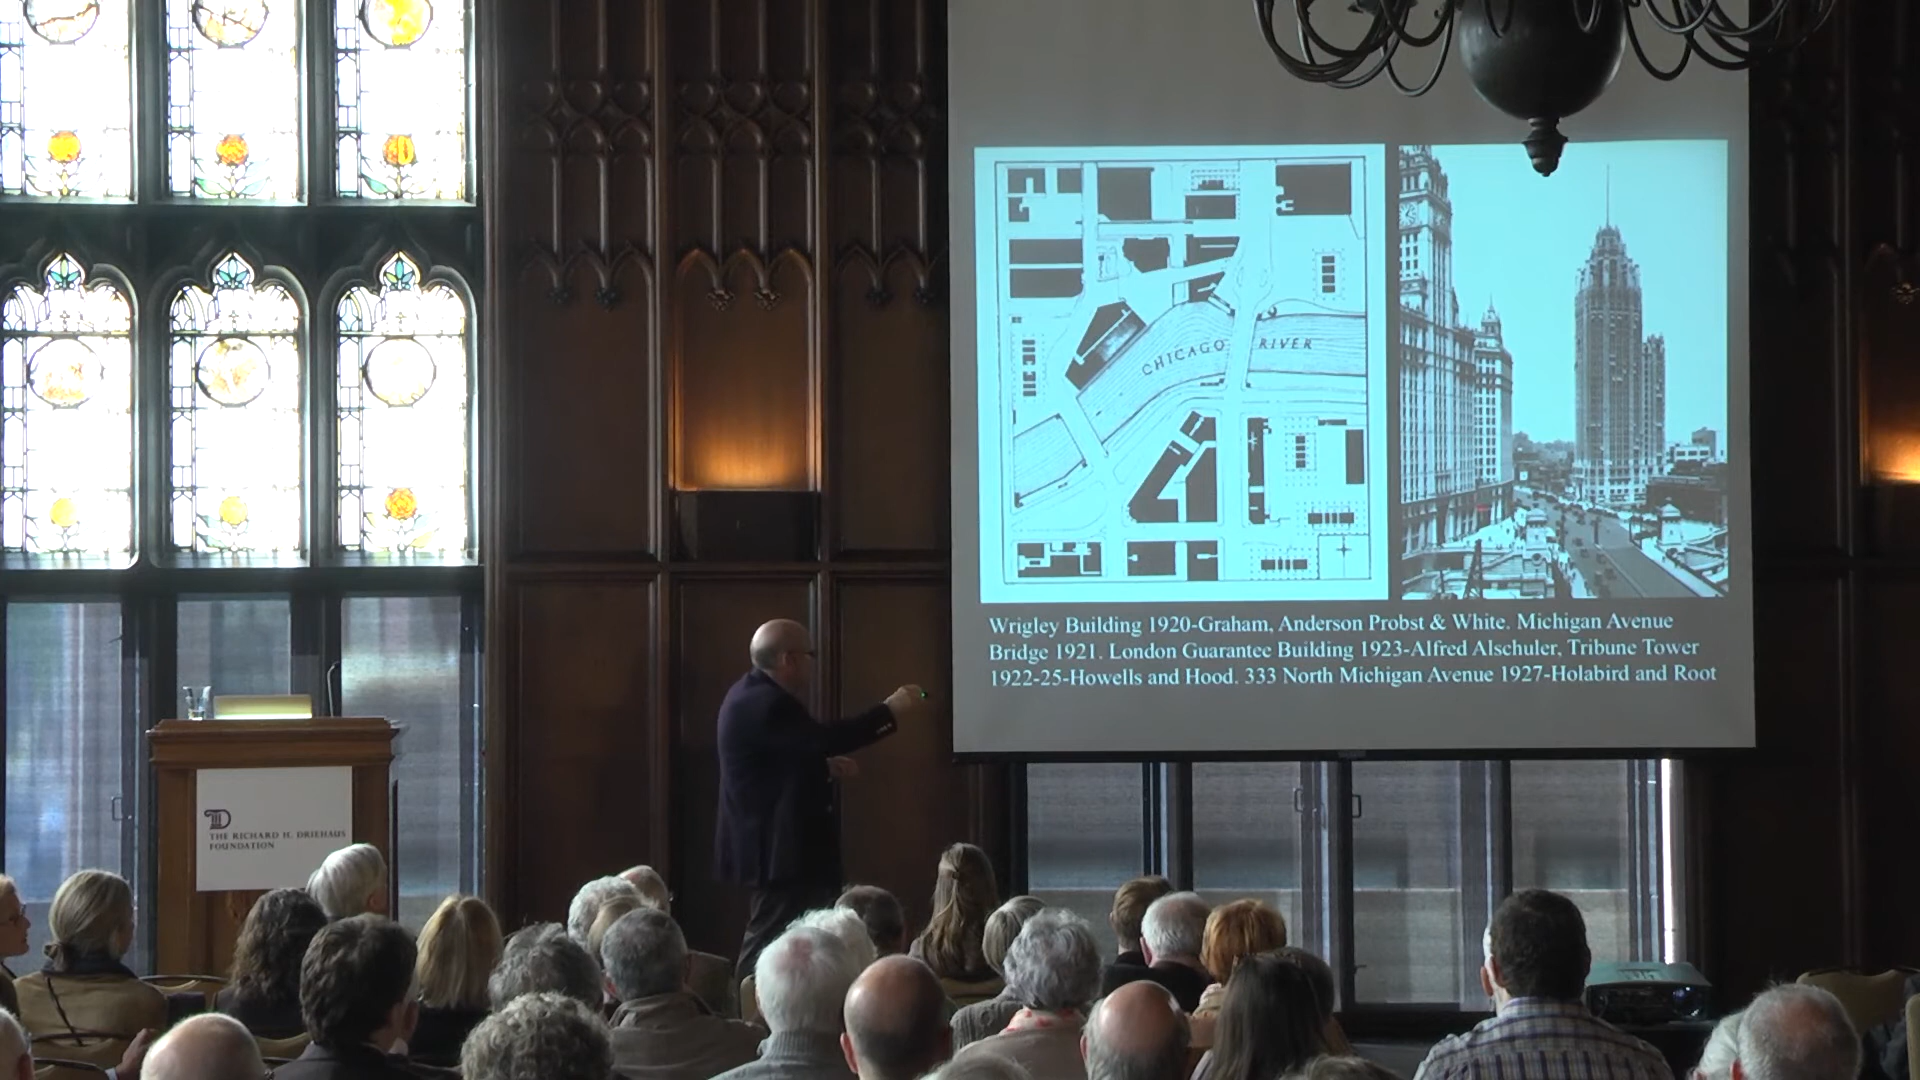 CHICAGO RIVER
Wrigley Building 1920-Graham, Anderson Probst & White. Michigan Avenue
Bridge 1921. London Guarantee Building 1923-Alfred Alschuler, Tribune Tower
1922-25-Howells and Hood. 333 North Michigan Avenue 1927-Holabird and Root
THE RICHARD H. DRIEHAUS
FOUNDATION